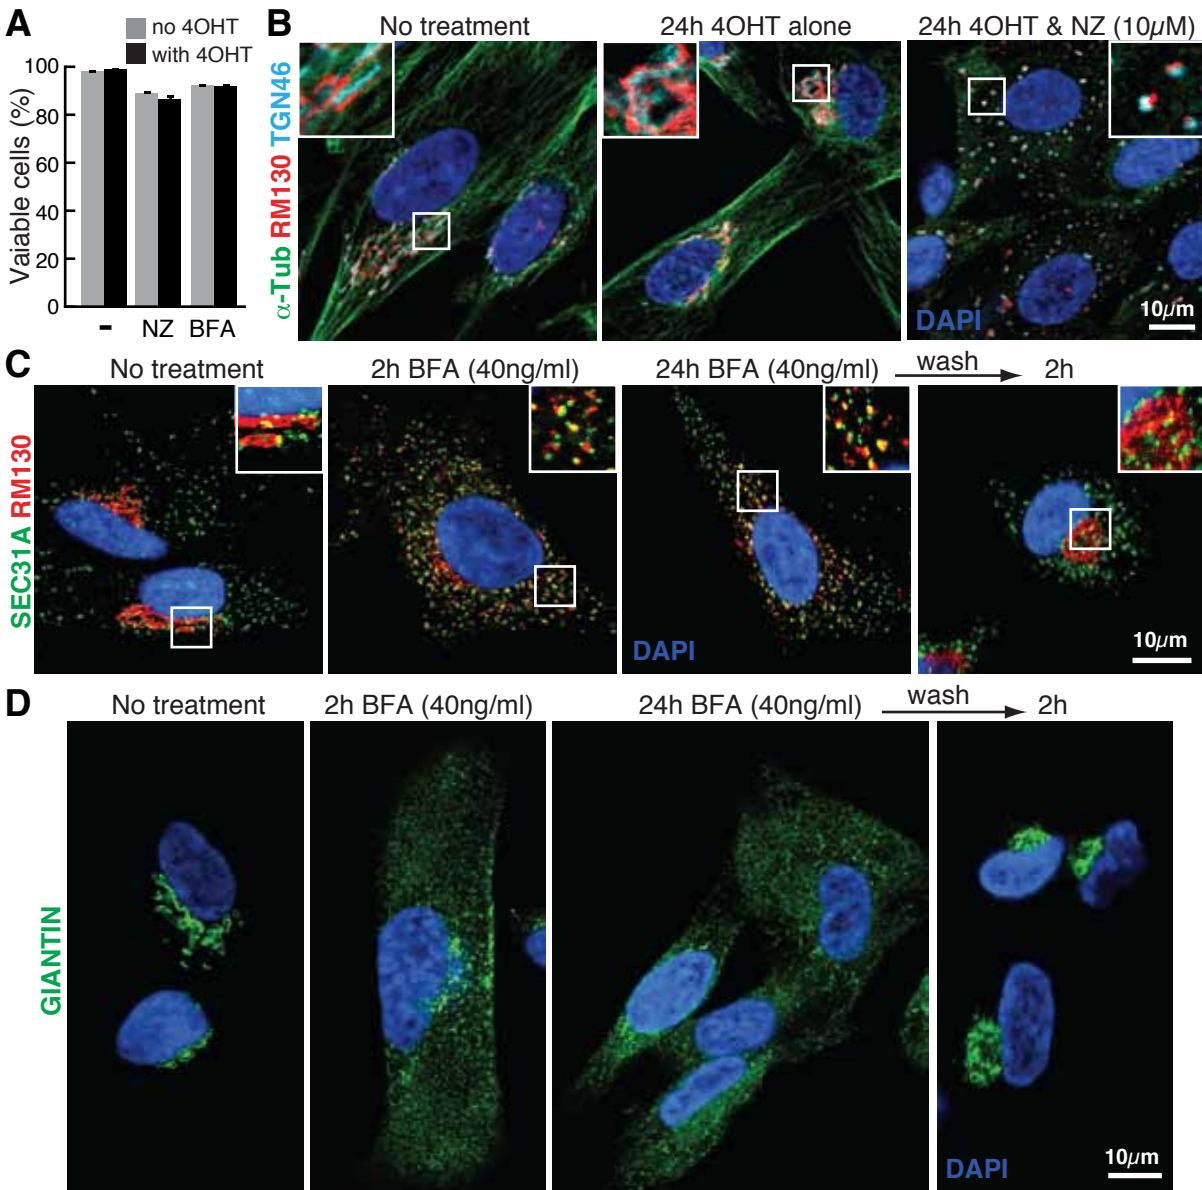 A
no 4OHT
with 4OHT
Vaiable cells (%)
100
80
60
40
20
0
-
NZ
BFA
B
No treatment
24h 4OHT alone
24h 4OHT & NZ (10µM)
α-Tub RM130 TGN46
DAPI
10µm
C
No treatment
2h BFA (40ng/ml)
24h BFA (40ng/ml)
wash
2h
SEC31A RM130
DAPI
10µm
D
No treatment
2h BFA (40ng/ml)
24h BFA (40ng/ml)
wash
2h
GIANTIN
DAPI
10µm